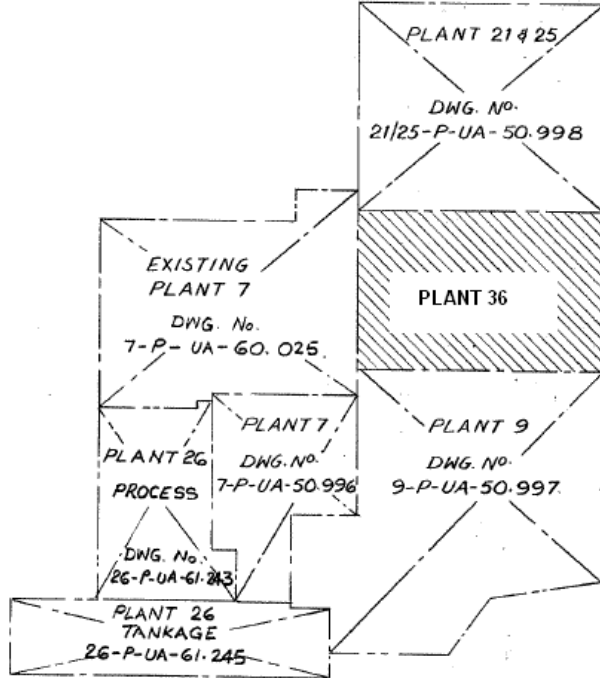 PLANT 21 & 25
DWG. No.
21/25-P-UA-50.998
EXISTING
PLANT 7
DWG. No.
7-P-UA-60.025
PLANT 36
PLANT 7
DWG. No.
7-P-UA-50.996
PLANT 9
DWG. No.
9-P-UA-50.997
PLANT 26
PROCESS
DWG. No.
26-P-UA-61.243
PLANT 26
TANKAGE
26-P-UA-61.245